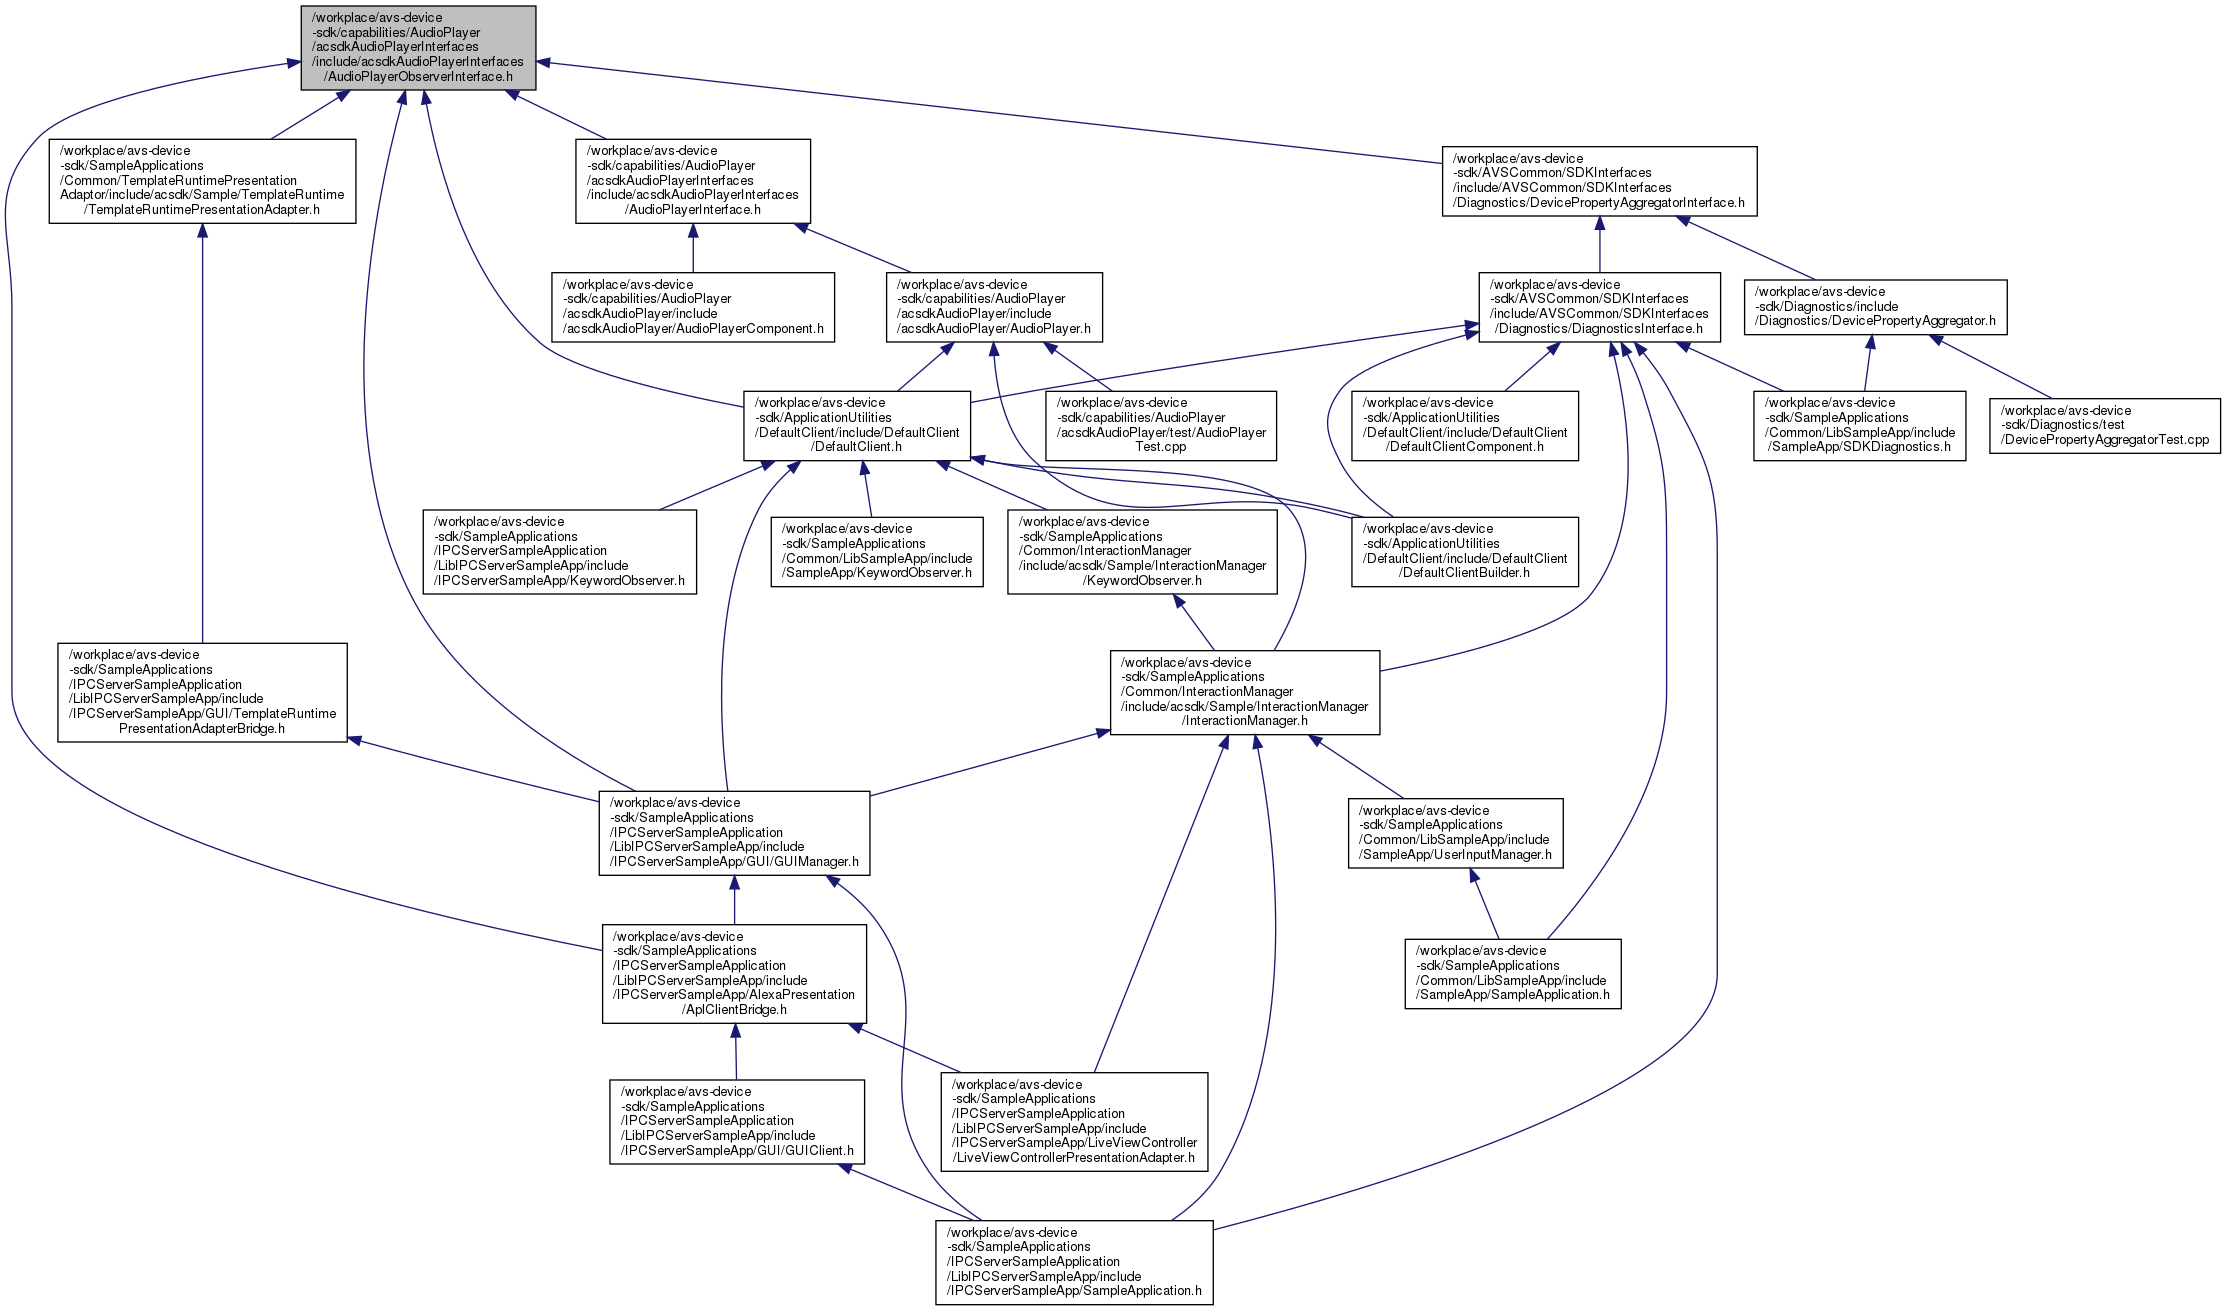 /workplace/avs-device
-sdk/capabilities/AudioPlayer
/acsdkAudioPlayerInterfaces
/include/acsdkAudioPlayerInterfaces
/AudioPlayerObserverInterface.h
/workplace/avs-device
-sdk/SampleApplications
/Common/TemplateRuntimePresentation
Adaptor/include/acsdk/Sample/TemplateRuntime
/TemplateRuntimePresentationAdapter.h
/workplace/avs-device
-sdk/capabilities/AudioPlayer
/acsdkAudioPlayerInterfaces
/include/acsdkAudioPlayerInterfaces
/AudioPlayerInterface.h
/workplace/avs-device
-sdk/AVSCommon/SDKInterfaces
/include/AVSCommon/SDKInterfaces
/Diagnostics/DevicePropertyAggregatorInterface.h
/workplace/avs-device
-sdk/capabilities/AudioPlayer
/acsdkAudioPlayer/include
/acsdkAudioPlayer/AudioPlayerComponent.h
/workplace/avs-device
-sdk/capabilities/AudioPlayer
/acsdkAudioPlayer/include
/acsdkAudioPlayer/AudioPlayer.h
/workplace/avs-device
-sdk/AVSCommon/SDKInterfaces
/include/AVSCommon/SDKInterfaces
/Diagnostics/DiagnosticsInterface.h
/workplace/avs-device
-sdk/Diagnostics/include
/Diagnostics/DevicePropertyAggregator.h
/workplace/avs-device
-sdk/ApplicationUtilities
/DefaultClient/include/DefaultClient
/DefaultClient.h
/workplace/avs-device
-sdk/capabilities/AudioPlayer
/acsdkAudioPlayer/test/AudioPlayer
Test.cpp
/workplace/avs-device
-sdk/ApplicationUtilities
/DefaultClient/include/DefaultClient
/DefaultClientComponent.h
/workplace/avs-device
-sdk/SampleApplications
/Common/LibSampleApp/include
/SampleApp/SDKDiagnostics.h
/workplace/avs-device
-sdk/Diagnostics/test
/DevicePropertyAggregatorTest.cpp
/workplace/avs-device
-sdk/SampleApplications
/IPCServerSampleApplication
/LibIPCServerSampleApp/include
/IPCServerSampleApp/KeywordObserver.h
/workplace/avs-device
-sdk/SampleApplications
/Common/LibSampleApp/include
/SampleApp/KeywordObserver.h
/workplace/avs-device
-sdk/SampleApplications
/Common/InteractionManager
/include/acsdk/Sample/InteractionManager
/KeywordObserver.h
/workplace/avs-device
-sdk/ApplicationUtilities
/DefaultClient/include/DefaultClient
/DefaultClientBuilder.h
/workplace/avs-device
-sdk/SampleApplications
/IPCServerSampleApplication
/LibIPCServerSampleApp/include
/IPCServerSampleApp/GUI/TemplateRuntime
PresentationAdapterBridge.h
/workplace/avs-device
-sdk/SampleApplications
/Common/InteractionManager
/include/acsdk/Sample/InteractionManager
/InteractionManager.h
/workplace/avs-device
-sdk/SampleApplications
/IPCServerSampleApplication
/LibIPCServerSampleApp/include
/IPCServerSampleApp/GUI/GUIManager.h
/workplace/avs-device
-sdk/SampleApplications
/Common/LibSampleApp/include
/SampleApp/UserInputManager.h
/workplace/avs-device
-sdk/SampleApplications
/IPCServerSampleApplication
/LibIPCServerSampleApp/include
/IPCServerSampleApp/AlexaPresentation
/AplClientBridge.h
/workplace/avs-device
-sdk/SampleApplications
/Common/LibSampleApp/include
/SampleApp/SampleApplication.h
/workplace/avs-device
-sdk/SampleApplications
/IPCServerSampleApplication
/LibIPCServerSampleApp/include
/IPCServerSampleApp/GUI/GUIClient.h
/workplace/avs-device
-sdk/SampleApplications
/IPCServerSampleApplication
/LibIPCServerSampleApp/include
/IPCServerSampleApp/LiveViewController
/LiveViewControllerPresentationAdapter.h
/workplace/avs-device
-sdk/SampleApplications
/IPCServerSampleApplication
/LibIPCServerSampleApp/include
/IPCServerSampleApp/SampleApplication.h